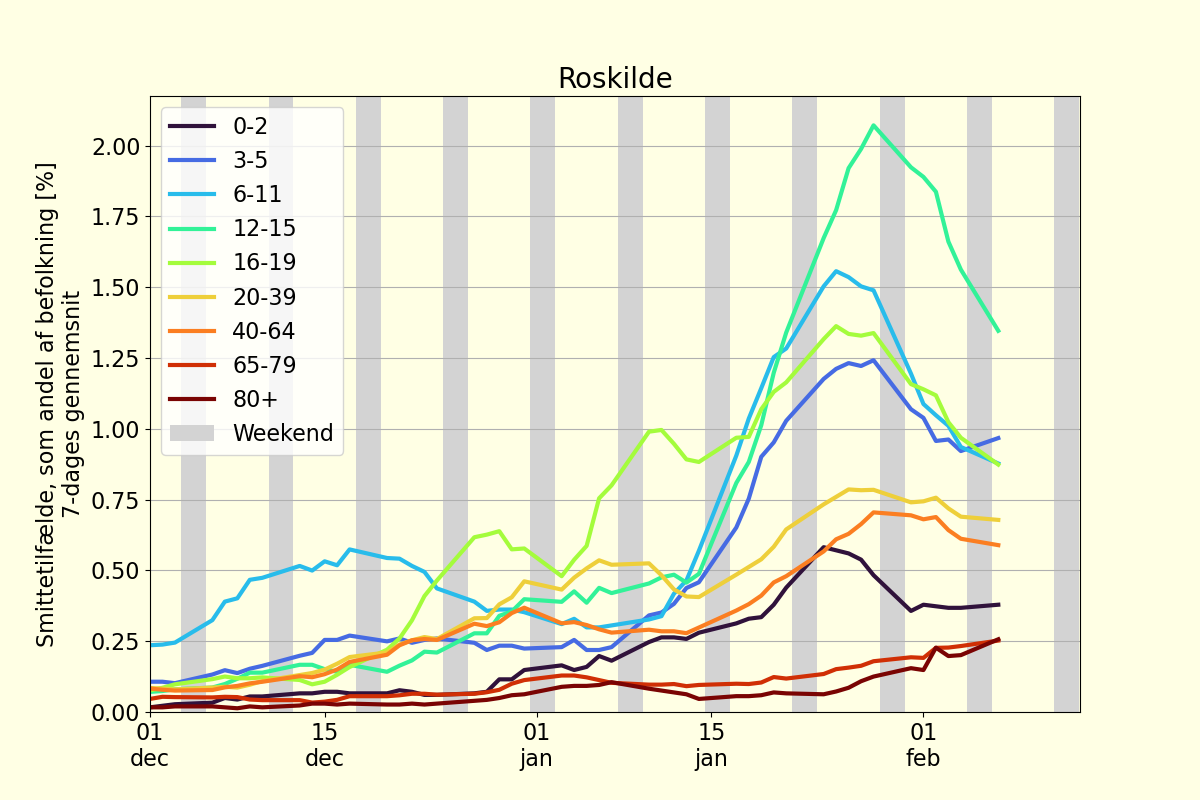 Roskilde
Smittetilfælde, som andel af befolkning [%]
7-dages gennemsnit
2.00
1.75
1.50
1.25
1.00
0.75
0.50
0.25
0.00
0-2
3-5
6-11
12-15
16-19
20-39
40-64
65-79
80+
Weekend
01
dec
15
dec
01
jan
15
jan
01
feb